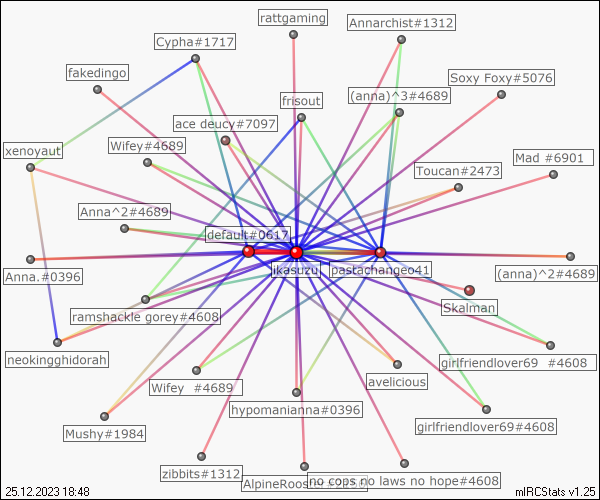 rattgaming
Annarchist#1312
Cypha#1717
fakedingo
Soxy Foxy#5076
(anna)^3#4689
frisout
ace deucy#7097
Wifey#4689
xenoyaut
Mad #6901
Toucan#2473
Anna^2#4689
default#0617
likasuzu
pastachangeo41
Anna.#0396
(anna)^2#4689
Skalman
ramshackle gorey#4608
neokingghidorah
girlfriendlover69 #4608
Wifey #4689
avelicious
hypomanianna#0396
girlfriendlover69#4608
Mushy#1984
zibbits#1312
no cops no laws no hope#4608
25.12.2023 18:48
mIRCStats v1.25